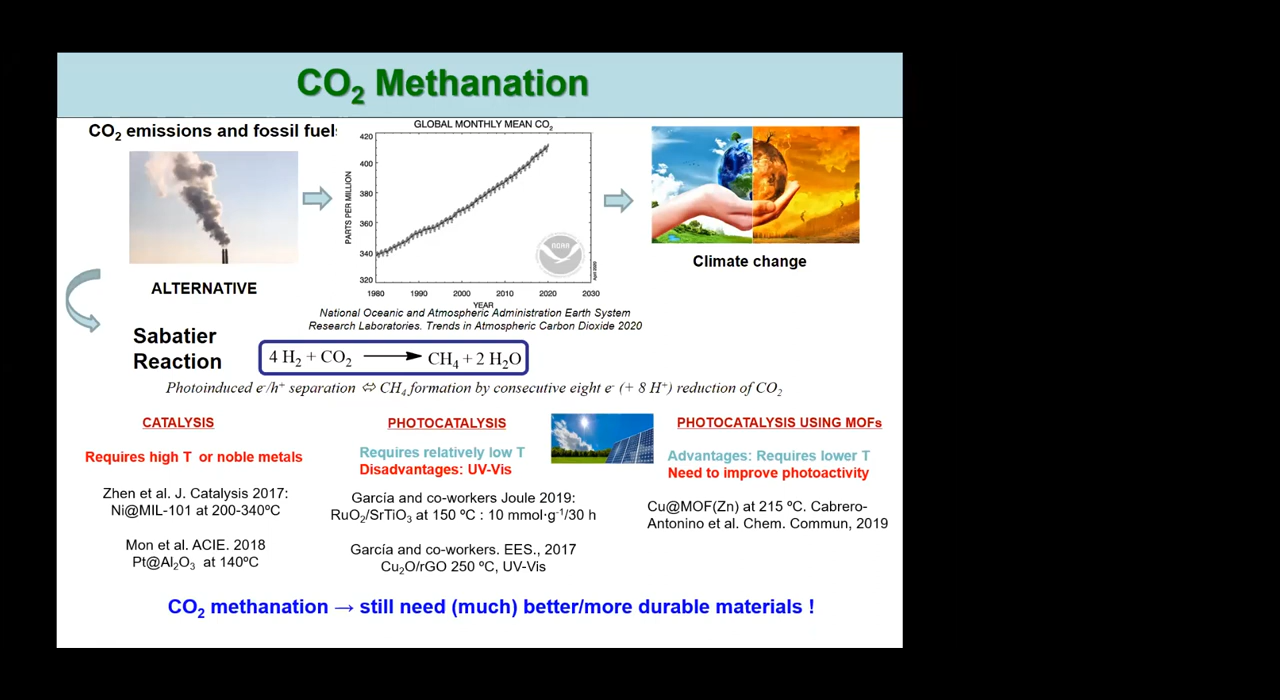 CO₂ Methanation
CO₂ emissions and fossil fuel
GLOBAL MONTHLY MEAN CO₂
420
400
380
360
340
320
PARTS PER MILLION
1980
1990
2000
2010
2020
2030
YEAR
NOAA
April 2020
Climate change
National Oceanic and Atmospheric Administration Earth System
Research Laboratories. Trends in Atmospheric Carbon Dioxide 2020
ALTERNATIVE
Sabatier
Reaction
4 H₂ + CO₂ ⟶ CH₄ + 2 H₂O
Photoinduced e⁻/h⁺ separation ⇔ CH₄ formation by consecutive eight e⁻ (+ 8 H⁺) reduction of CO₂
CATALYSIS
Requires high T or noble metals
Zhen et al. J. Catalysis 2017:
Ni@MIL-101 at 200-340ºC
Mon et al. ACIE. 2018
Pt@Al₂O₃ at 140ºC
PHOTOCATALYSIS
Requires relatively low T
Disadvantages: UV-Vis
García and co-workers Joule 2019:
RuO₂/SrTiO₃ at 150 ºC : 10 mmol·g⁻¹/30 h
García and co-workers. EES., 2017
Cu₂O/rGO 250 ºC, UV-Vis
PHOTOCATALYSIS USING MOFs
Advantages: Requires lower T
Need to improve photoactivity
Cu@MOF(Zn) at 215 ºC. Cabrero-
Antonino et al. Chem. Commun, 2019
CO₂ methanation → still need (much) better/more durable materials !